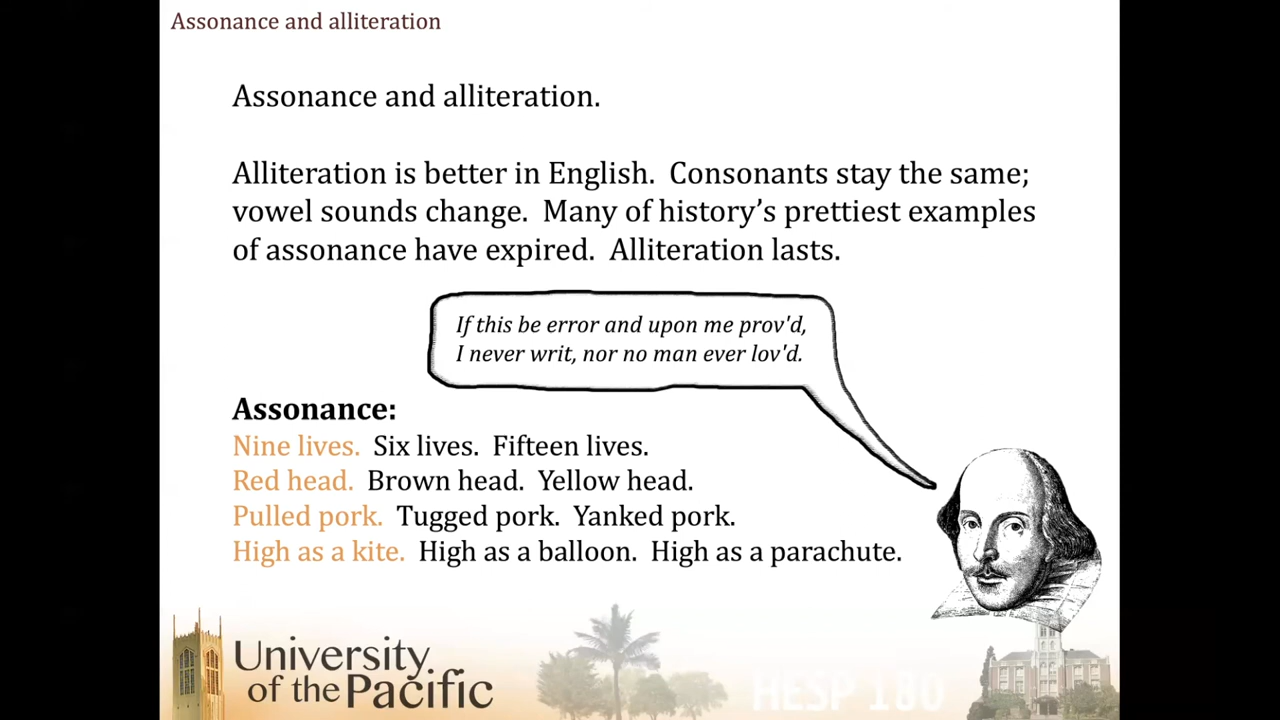 Assonance and alliteration
Assonance and alliteration.
Alliteration is better in English.  Consonants stay the same;
vowel sounds change.  Many of history’s prettiest examples
of assonance have expired.  Alliteration lasts.
If this be error and upon me prov'd,
I never writ, nor no man ever lov'd.
Assonance:
Nine lives.  Six lives.  Fifteen lives.
Red head.  Brown head.  Yellow head.
Pulled pork.  Tugged pork.  Yanked pork.
High as a kite.  High as a balloon.  High as a parachute.
University
of the Pacific
HESP 180